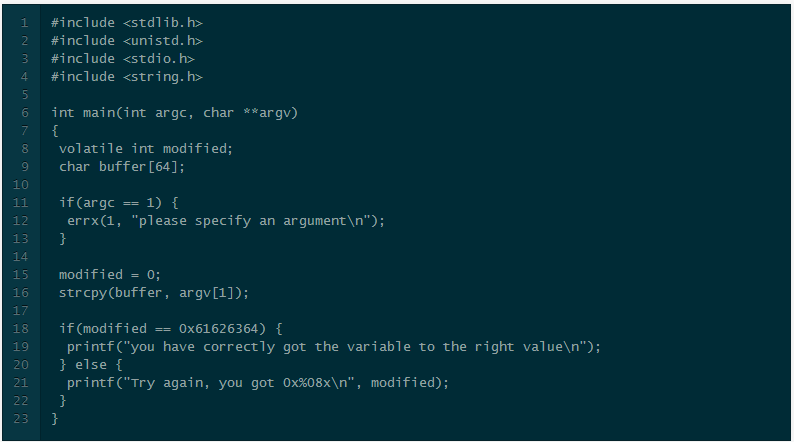 1 #include <stdlib.h>
2 #include <unistd.h>
3 #include <stdio.h>
4 #include <string.h>
5
6 int main(int argc, char **argv)
7 {
8  volatile int modified;
9  char buffer[64];
10
11  if(argc == 1) {
12   errx(1, "please specify an argument\n");
13  }
14
15  modified = 0;
16  strcpy(buffer, argv[1]);
17
18  if(modified == 0x61626364) {
19   printf("you have correctly got the variable to the right value\n");
20  } else {
21   printf("Try again, you got 0x%08x\n", modified);
22  }
23 }